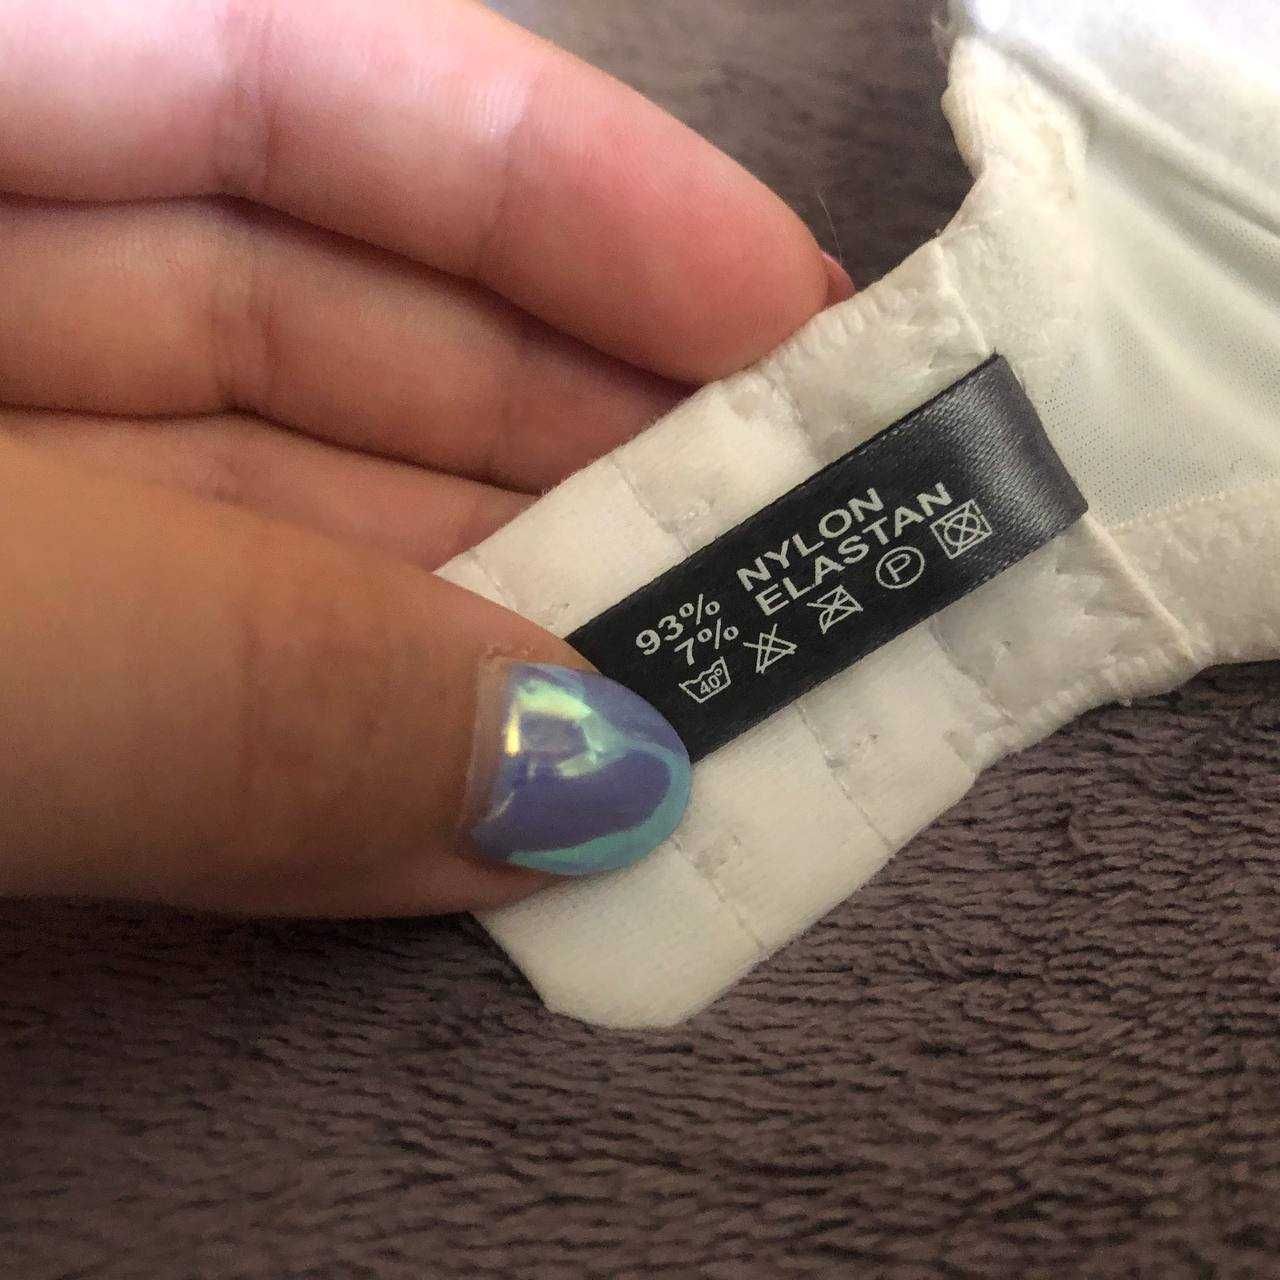 93% NYLON
7% ELASTAN
40° P